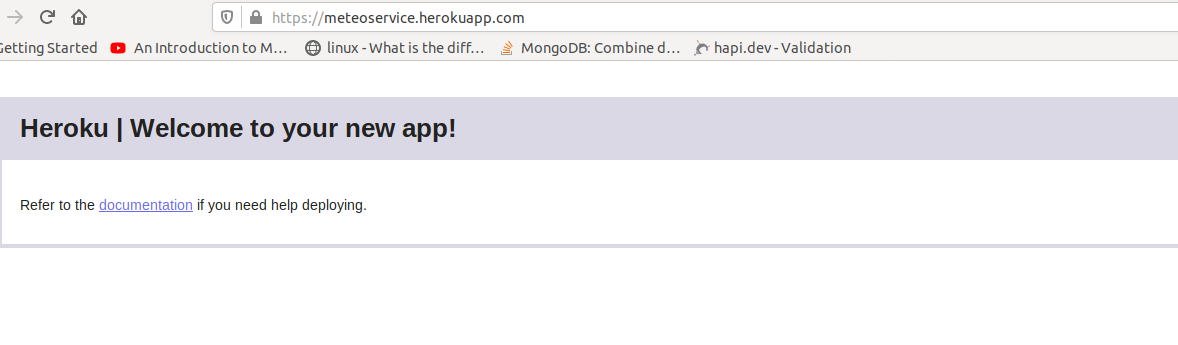 https://meteoservice.herokuapp.com
Getting Started An Introduction to M… linux - What is the diff… MongoDB: Combine d… hapi.dev - Validation
Heroku | Welcome to your new app!
Refer to the documentation if you need help deploying.